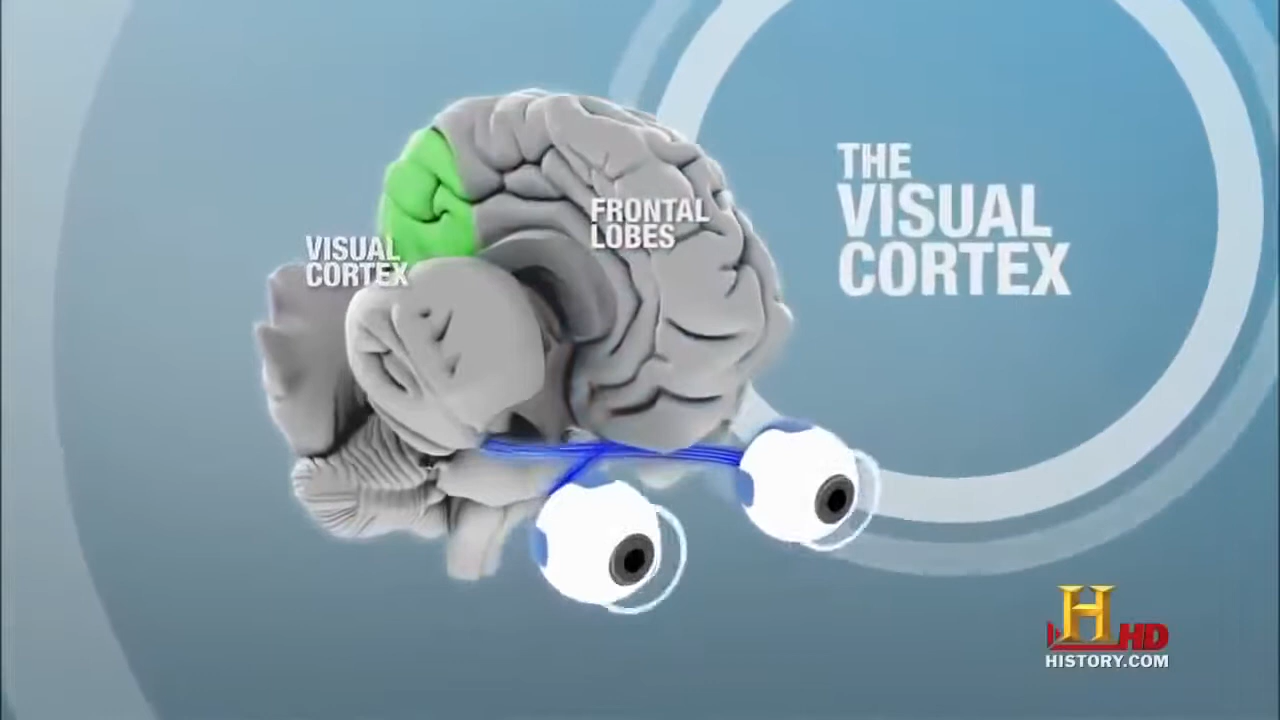 THE
VISUAL
CORTEX
FRONTAL
LOBES
VISUAL
CORTEX
H HD
HISTORY.COM